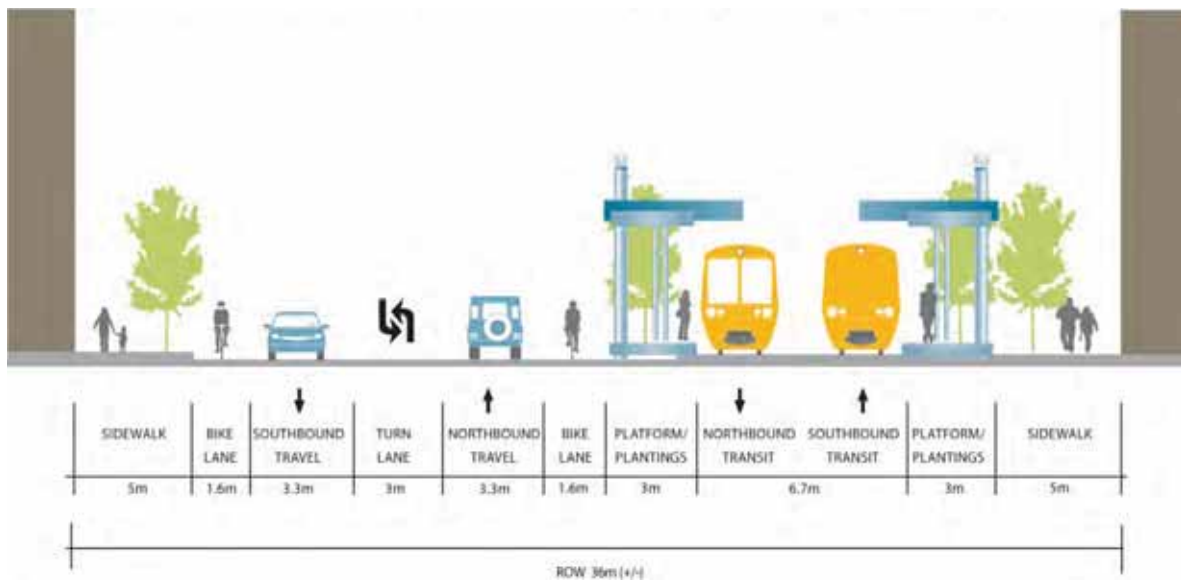 SIDEWALK
BIKE
LANE
SOUTHBOUND
TRAVEL
TURN
LANE
NORTHBOUND
TRAVEL
BIKE
LANE
PLATFORM/
PLANTINGS
NORTHBOUND
TRANSIT
SOUTHBOUND
TRANSIT
PLATFORM/
PLANTINGS
SIDEWALK
5m
1.6m
3.3m
3m
3.3m
1.6m
3m
6.7m
3m
5m
ROW 36m (+/-)